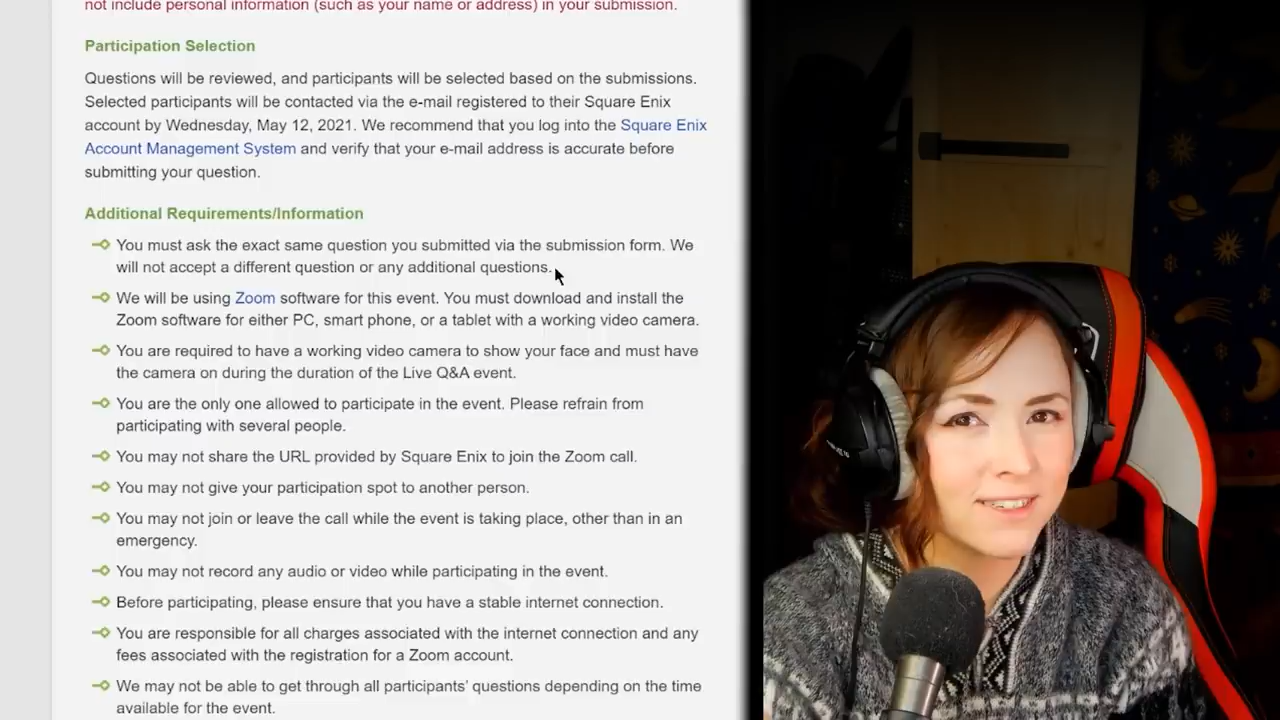 not include personal information (such as your name or address) in your submission.
Participation Selection
Questions will be reviewed, and participants will be selected based on the submissions.
Selected participants will be contacted via the e-mail registered to their Square Enix
account by Wednesday, May 12, 2021. We recommend that you log into the Square Enix
Account Management System and verify that your e-mail address is accurate before
submitting your question.
Additional Requirements/Information
You must ask the exact same question you submitted via the submission form. We
will not accept a different question or any additional questions.
We will be using Zoom software for this event. You must download and install the
Zoom software for either PC, smart phone, or a tablet with a working video camera.
You are required to have a working video camera to show your face and must have
the camera on during the duration of the Live Q&A event.
You are the only one allowed to participate in the event. Please refrain from
participating with several people.
You may not share the URL provided by Square Enix to join the Zoom call.
You may not give your participation spot to another person.
You may not join or leave the call while the event is taking place, other than in an
emergency.
You may not record any audio or video while participating in the event.
Before participating, please ensure that you have a stable internet connection.
You are responsible for all charges associated with the internet connection and any
fees associated with the registration for a Zoom account.
We may not be able to get through all participants' questions depending on the time
available for the event.